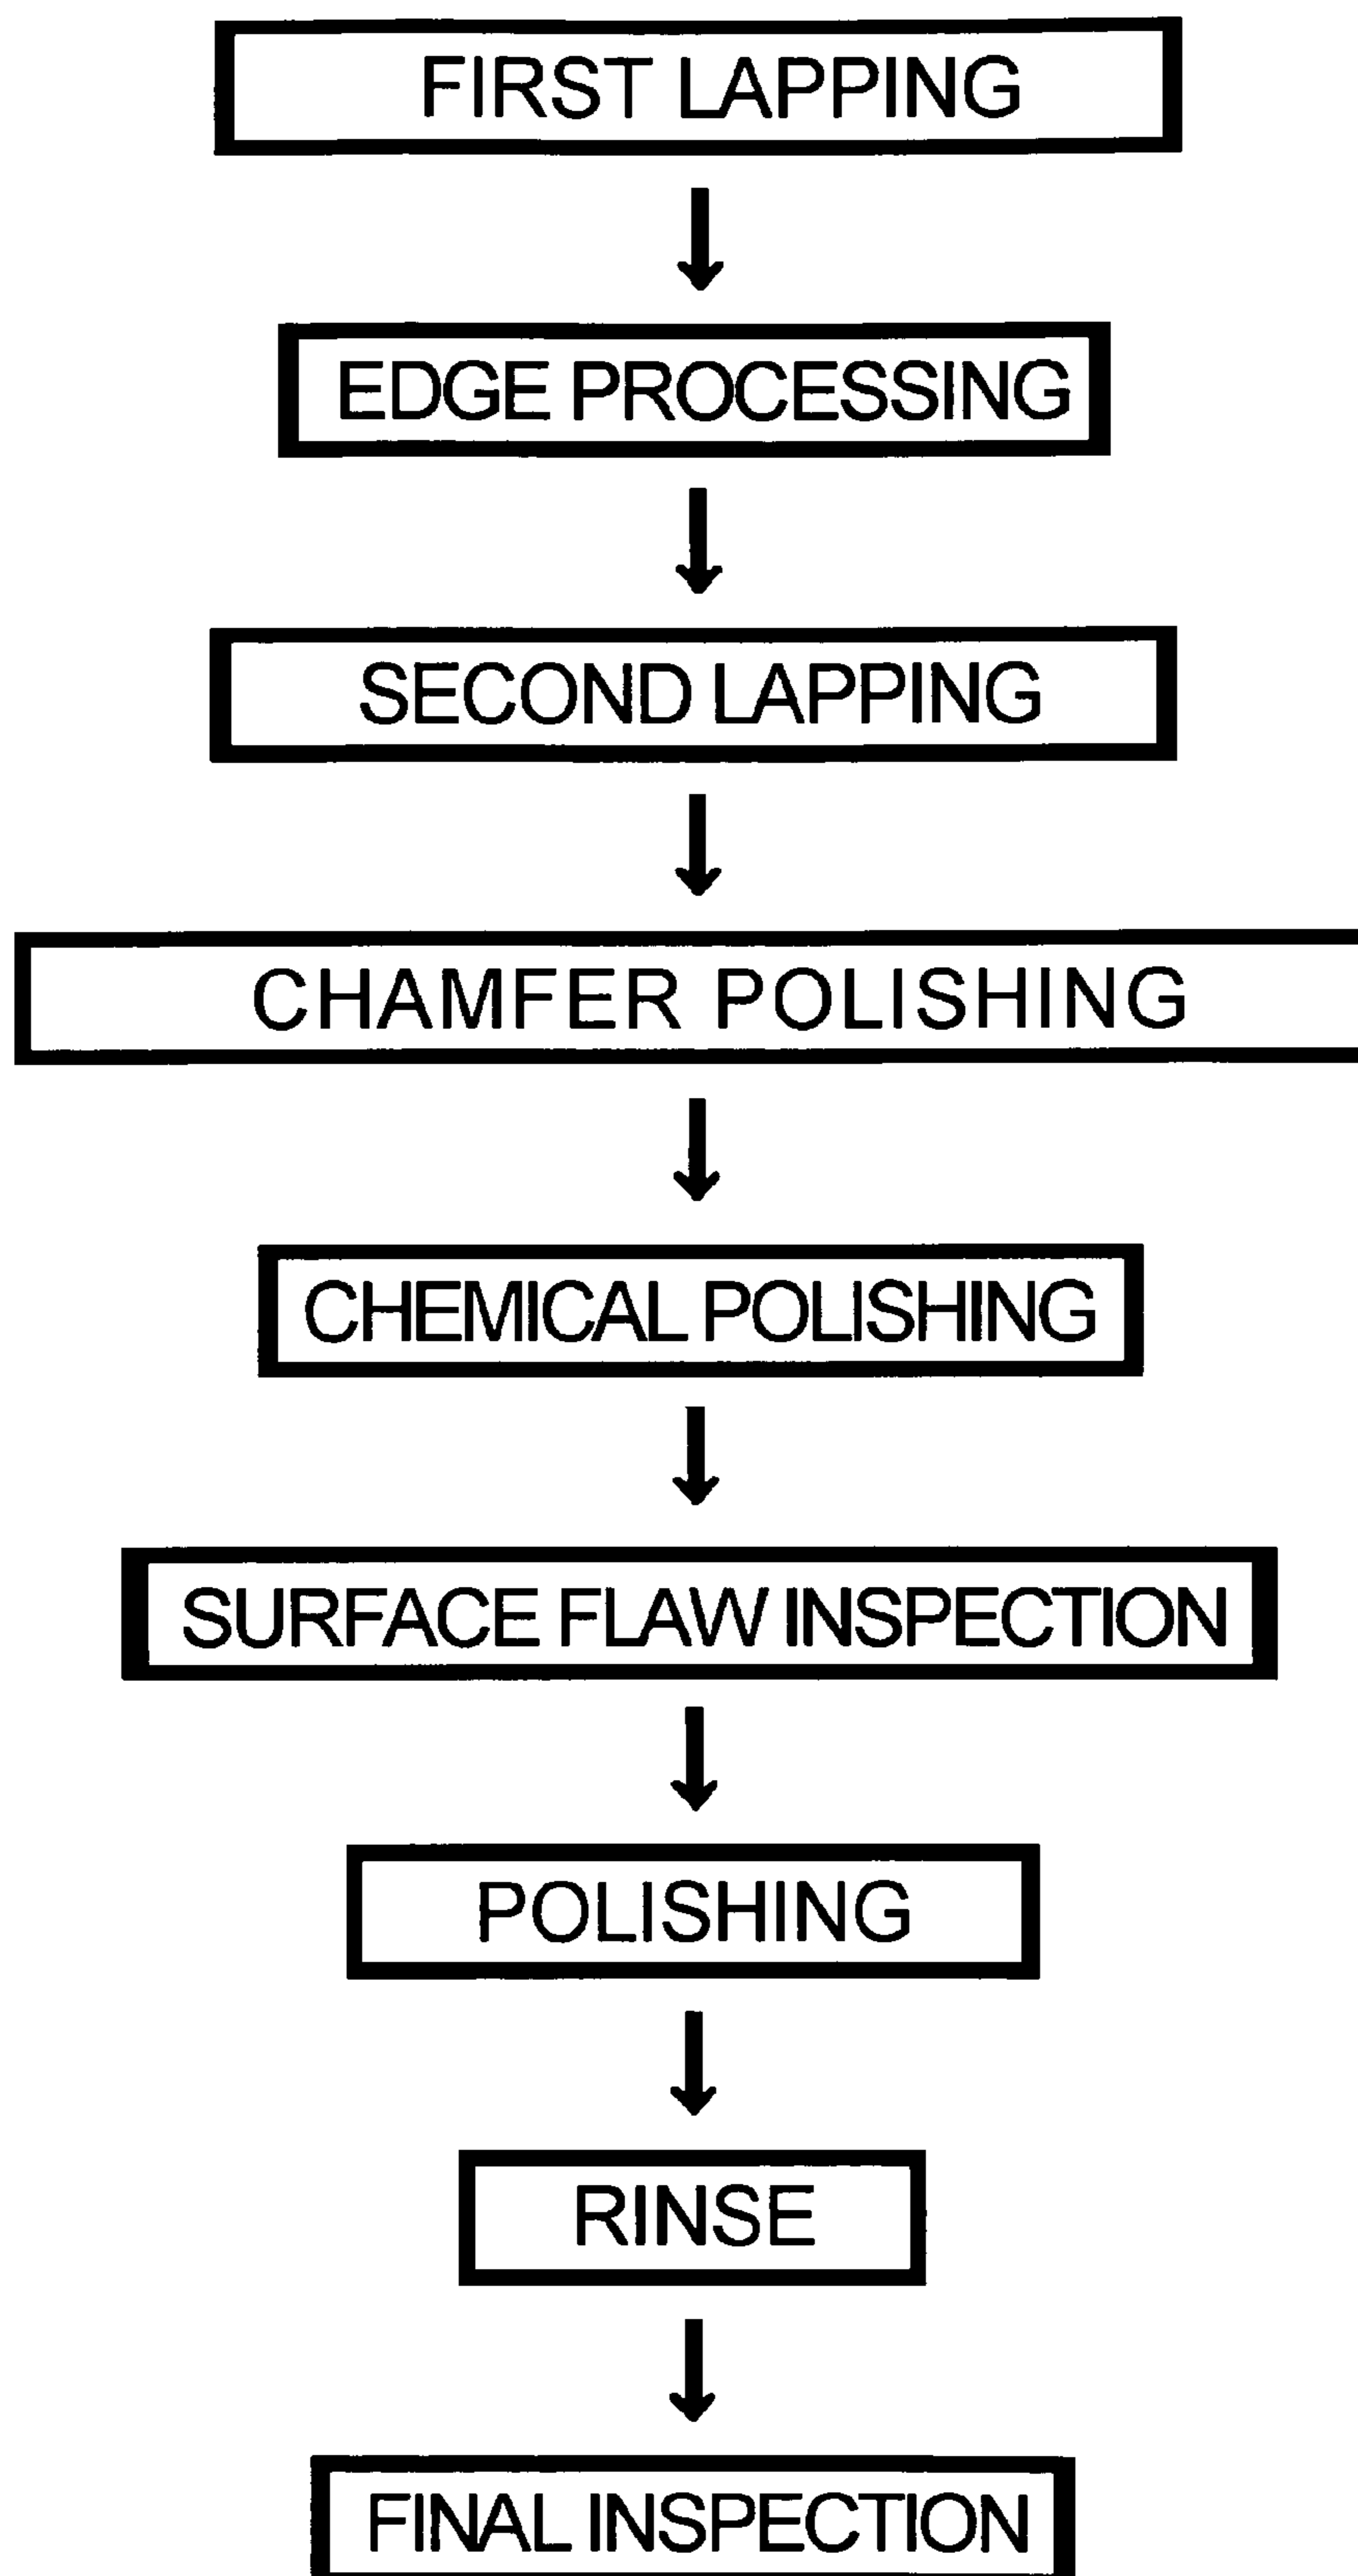 FIRST LAPPING
EDGE PROCESSING
SECOND LAPPING
CHAMFER POLISHING
CHEMICAL POLISHING
SURFACE FLAW INSPECTION
POLISHING
RINSE
FINAL INSPECTION